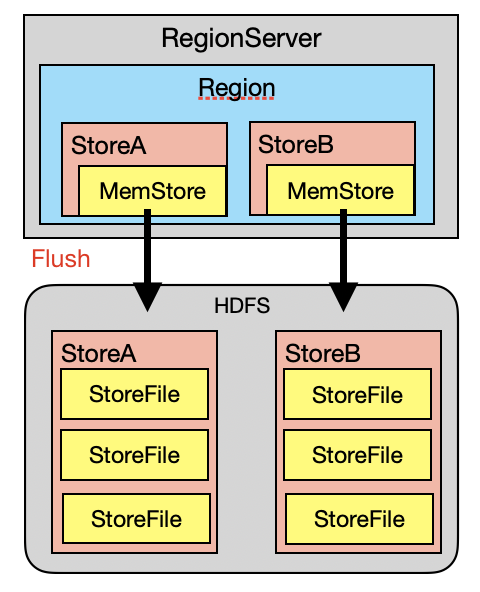 RegionServer
Region
StoreA
StoreB
MemStore
MemStore
Flush
HDFS
StoreA
StoreB
StoreFile
StoreFile
StoreFile
StoreFile
StoreFile
StoreFile